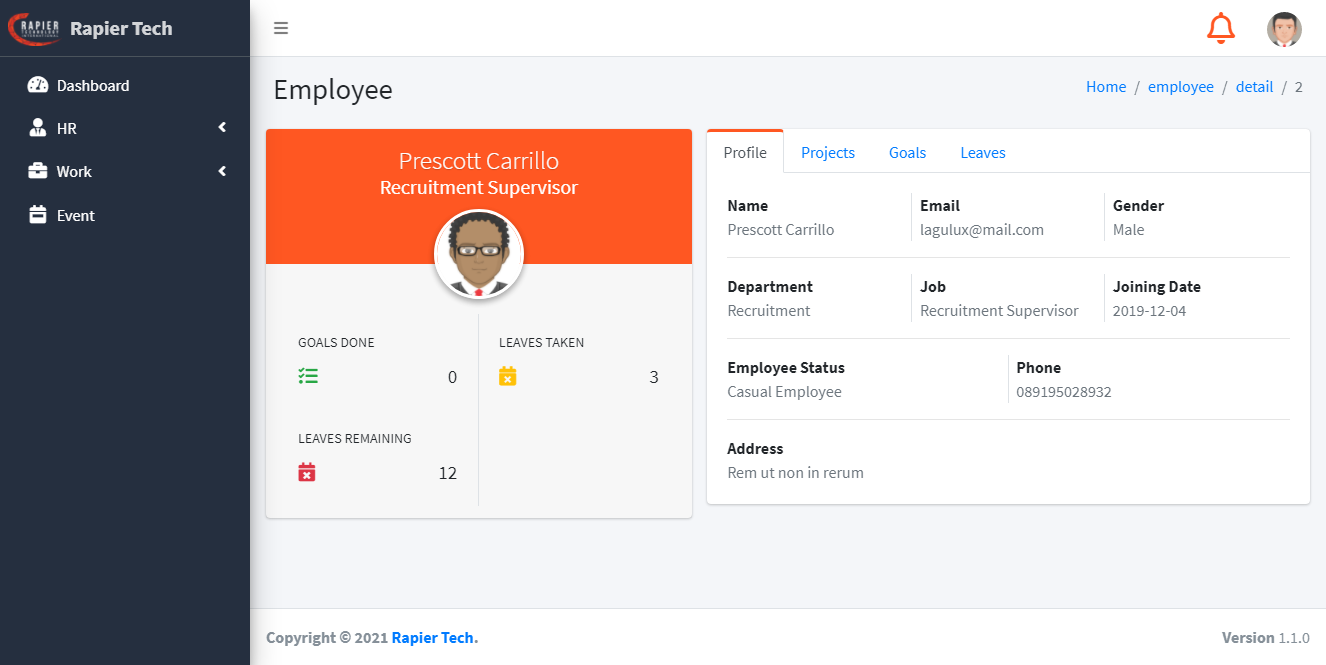 RAPIER
TECHNOLOGY
INTERNATIONAL
Rapier Tech
Dashboard
HR
Work
Event
Employee
Home / employee / detail / 2
Prescott Carrillo
Recruitment Supervisor
GOALS DONE
0
LEAVES TAKEN
3
LEAVES REMAINING
12
Profile Projects Goals Leaves
Name Email Gender
Prescott Carrillo lagulux@mail.com Male
Department Job Joining Date
Recruitment Recruitment Supervisor 2019-12-04
Employee Status Phone
Casual Employee 089195028932
Address
Rem ut non in rerum
Copyright © 2021 Rapier Tech.
Version 1.1.0